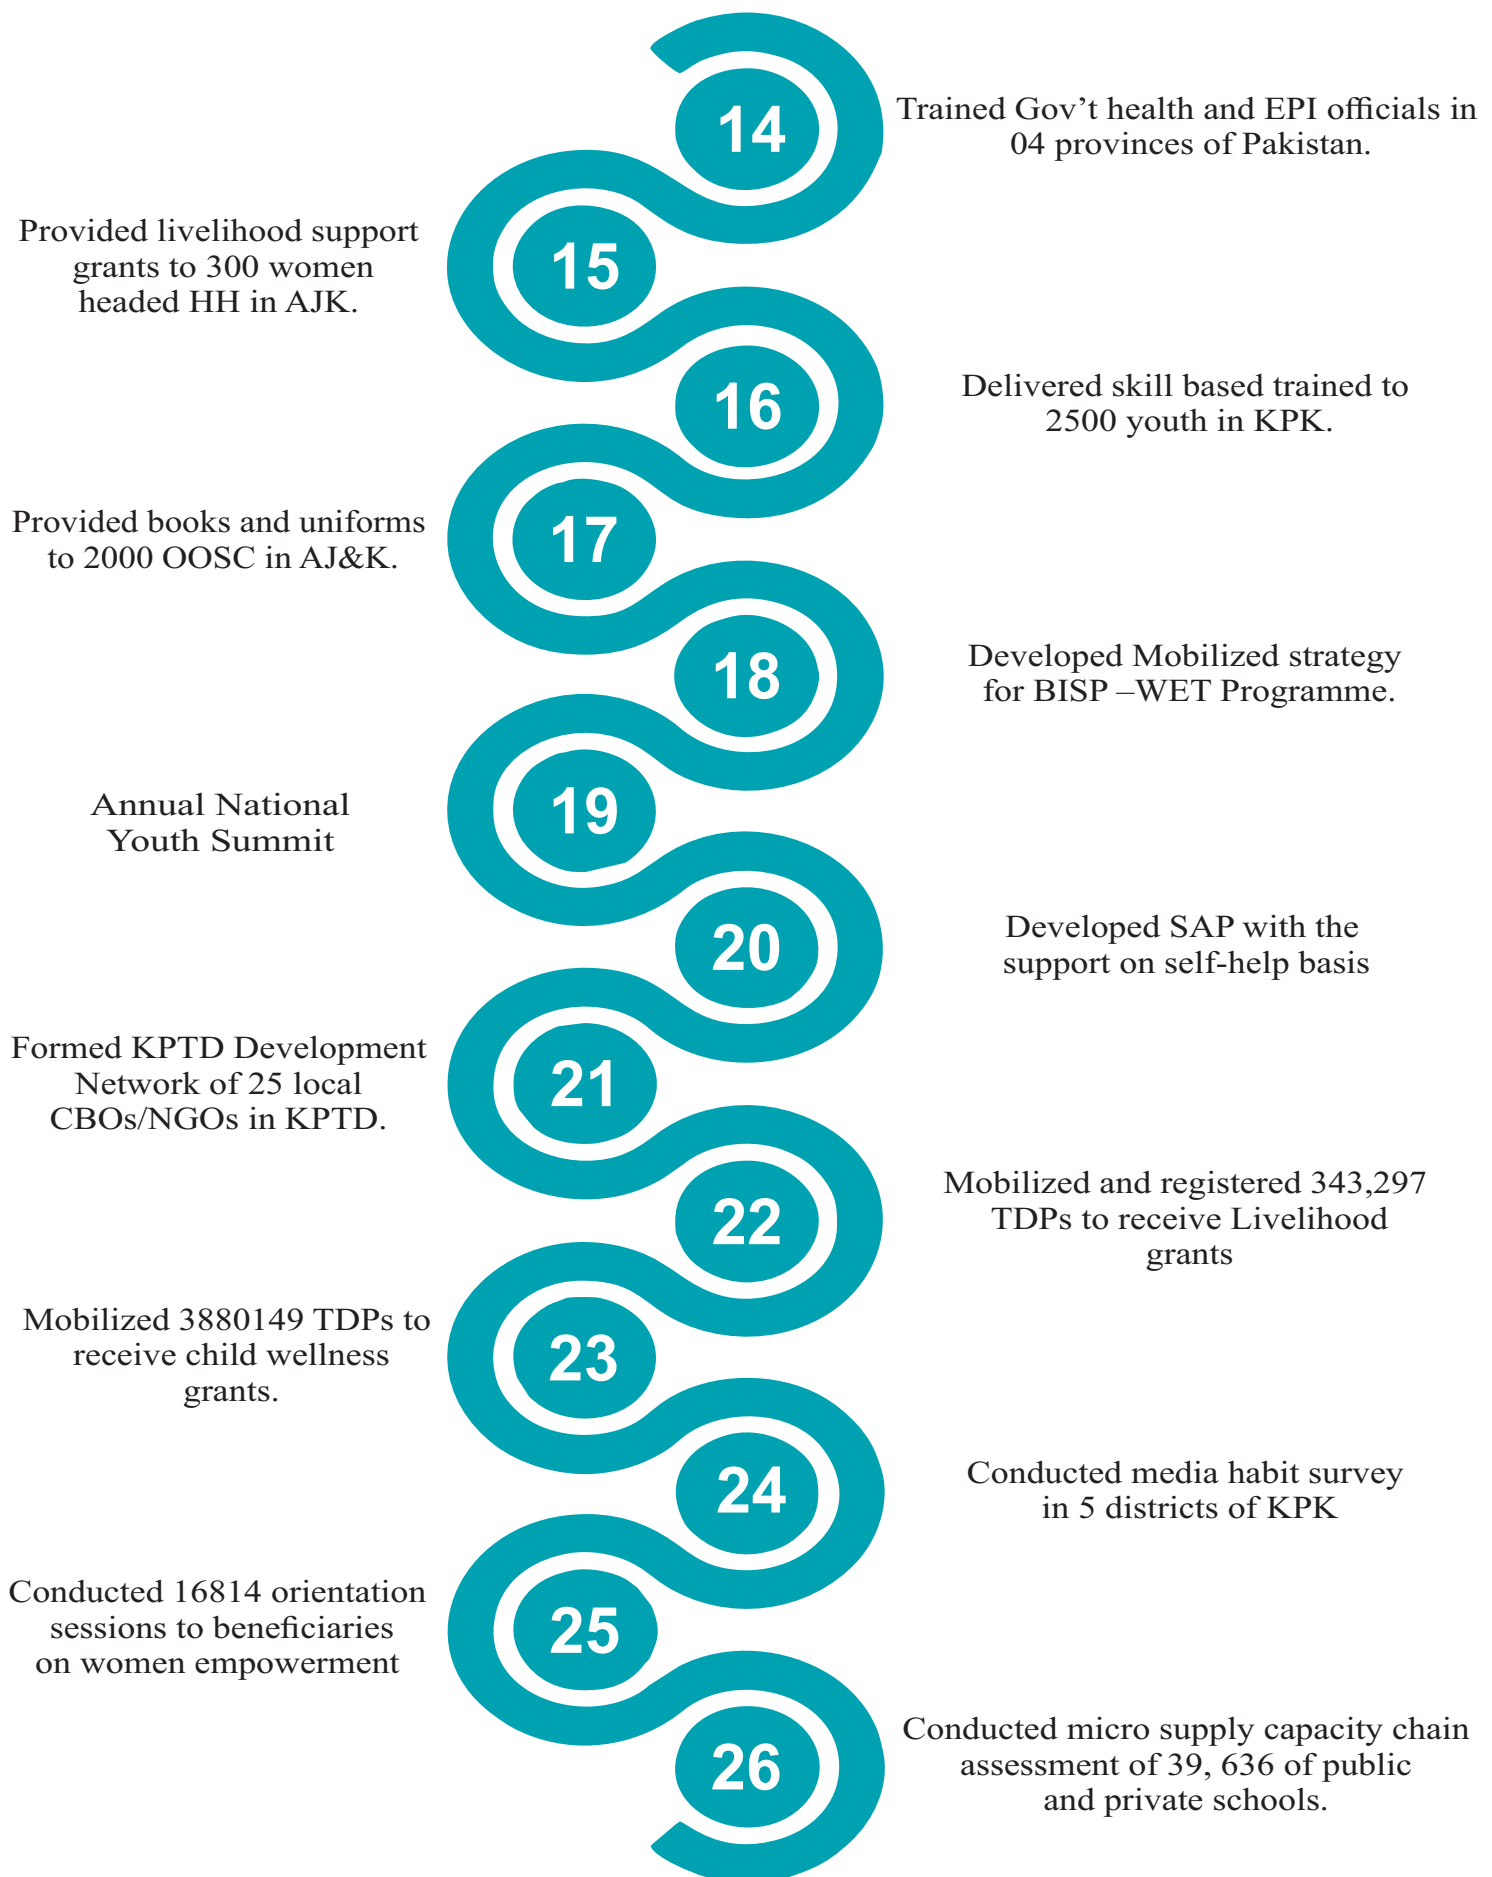 14
Trained Gov’t health and EPI officials in
04 provinces of Pakistan.
15
Provided livelihood support
grants to 300 women
headed HH in AJK.
16
Delivered skill based trained to
2500 youth in KPK.
17
Provided books and uniforms
to 2000 OOSC in AJ&K.
18
Developed Mobilized strategy
for BISP –WET Programme.
19
Annual National
Youth Summit
20
Developed SAP with the
support on self-help basis
21
Formed KPTD Development
Network of 25 local
CBOs/NGOs in KPTD.
22
Mobilized and registered 343,297
TDPs to receive Livelihood
grants
23
Mobilized 3880149 TDPs to
receive child wellness
grants.
24
Conducted media habit survey
in 5 districts of KPK
25
Conducted 16814 orientation
sessions to beneficiaries
on women empowerment
26
Conducted micro supply capacity chain
assessment of 39, 636 of public
and private schools.